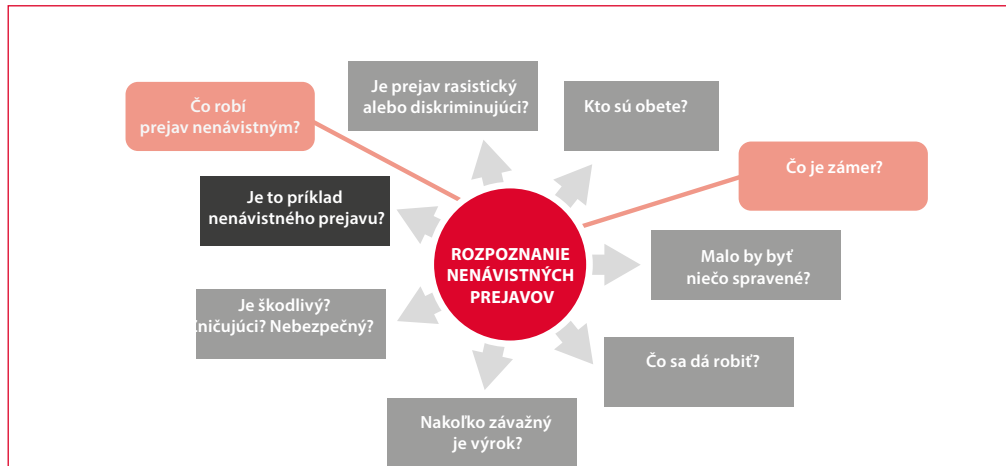 Je prejav rasistický
alebo diskriminujúci?
Čo robí
prejav nenávistným?
Kto sú obete?
Čo je zámer?
Je to príklad
nenávistného prejavu?
ROZPOZNANIE
NENÁVISTNÝCH
PREJAVOV
Malo by byť
niečo spravené?
Je škodlivý?
Zničujúci? Nebezpečný?
Čo sa dá robiť?
Nakoľko závažný
je výrok?